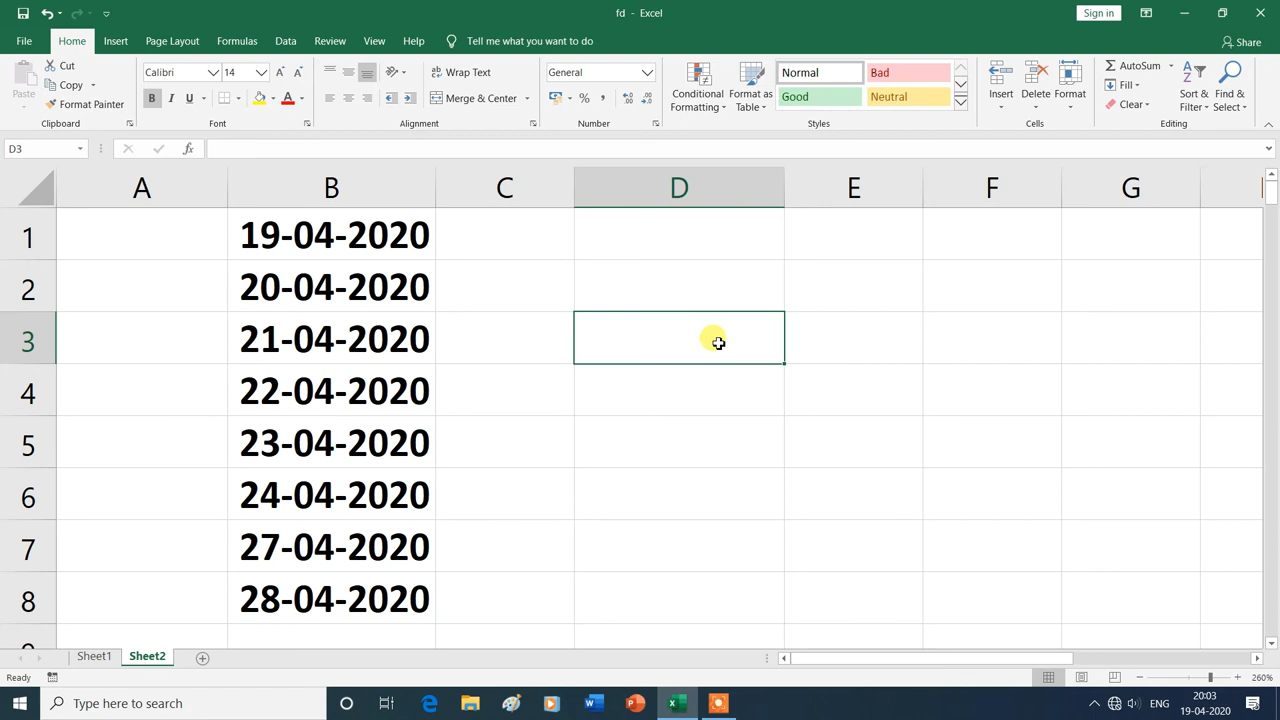 fd - Excel
Sign in
File Home Insert Page Layout Formulas Data Review View Help Tell me what you want to do Share
Paste Cut Copy Format Painter Clipboard
Calibri 14 B I U A Font
Wrap Text Merge & Center Alignment
General % , Number
Conditional Formatting Format as Table Normal Bad Good Neutral Styles
Insert Delete Format Cells
AutoSum Fill Clear Sort & Filter Find & Select Editing
D3 fx
A B C D E F G
1 19-04-2020
2 20-04-2020
3 21-04-2020
4 22-04-2020
5 23-04-2020
6 24-04-2020
7 27-04-2020
8 28-04-2020
Sheet1 Sheet2
Ready 260%
Type here to search ENG 20:03
19-04-2020